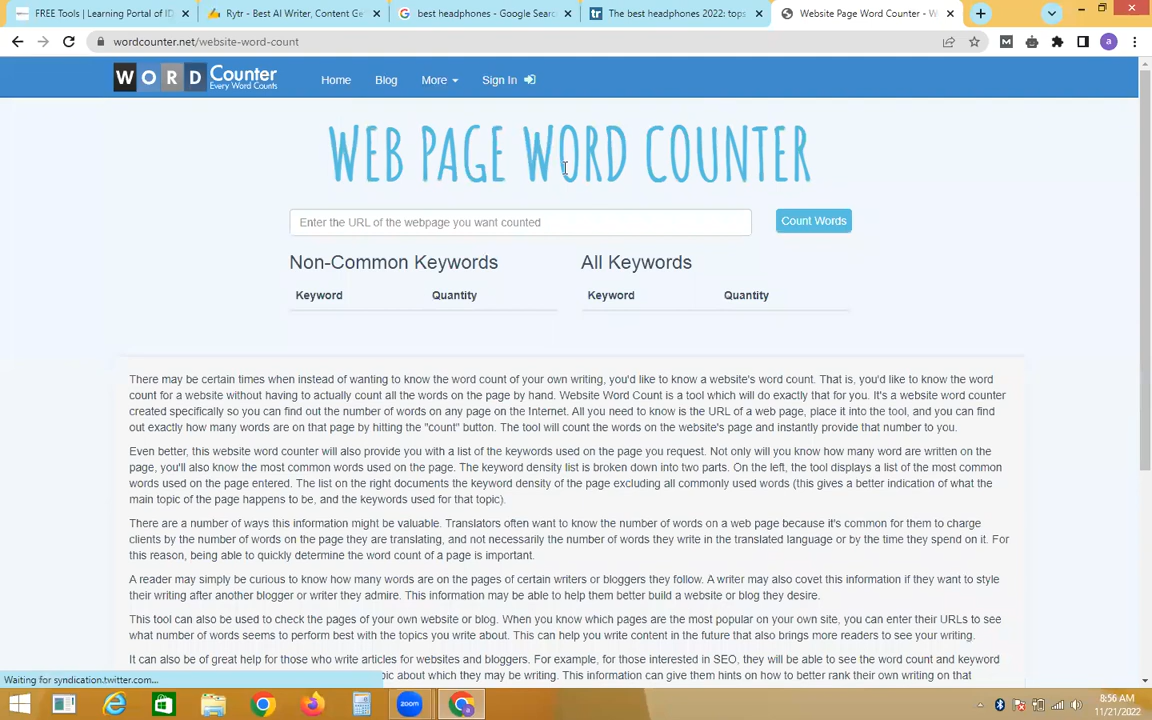 FREE Tools | Learning Portal of ID
Rytr - Best AI Writer, Content Ge
best headphones - Google Searc
The best headphones 2022: tops
Website Page Word Counter - W
wordcounter.net/website-word-count
WORD Counter
Every Word Counts
Home
Blog
More
Sign In
WEB PAGE WORD COUNTER
Enter the URL of the webpage you want counted
Count Words
Non-Common Keywords
All Keywords
Keyword Quantity
Keyword Quantity
There may be certain times when instead of wanting to know the word count of your own writing, you'd like to know a website's word count. That is, you'd like to know the word
count for a website without having to actually count all the words on the page by hand. Website Word Count is a tool which will do exactly that for you. It's a website word counter
created specifically so you can find out the number of words on any page on the Internet. All you need to know is the URL of a web page, place it into the tool, and you can find
out exactly how many words are on that page by hitting the "count" button. The tool will count the words on the website's page and instantly provide that number to you.
Even better, this website word counter will also provide you with a list of the keywords used on the page you request. Not only will you know how many word are written on the
page, you'll also know the most common words used on the page. The keyword density list is broken down into two parts. On the left, the tool displays a list of the most common
words used on the page entered. The list on the right documents the keyword density of the page excluding all commonly used words (this gives a better indication of what the
main topic of the page happens to be, and the keywords used for that topic).
There are a number of ways this information might be valuable. Translators often want to know the number of words on a web page because it's common for them to charge
clients by the number of words on the page they are translating, and not necessarily the number of words they write in the translated language or by the time they spend on it. For
this reason, being able to quickly determine the word count of a page is important.
A reader may simply be curious to know how many words are on the pages of certain writers or bloggers they follow. A writer may also covet this information if they want to style
their writing after another blogger or writer they admire. This information may be able to help them better build a website or blog they desire.
This tool can also be used to check the pages of your own website or blog. When you know which pages are the most popular on your own site, you can enter their URLs to see
what number of words seems to perform best with the topics you write about. This can help you write content in the future that also brings more readers to see your writing.
It can also be of great help for those who write articles for websites and bloggers. For example, for those interested in SEO, they will be able to see the word count and keyword
pic about which they may be writing. This information can give them hints on how to better rank their own writing on that
Waiting for syndication.twitter.com...
zoom
8:56 AM
11/21/2022